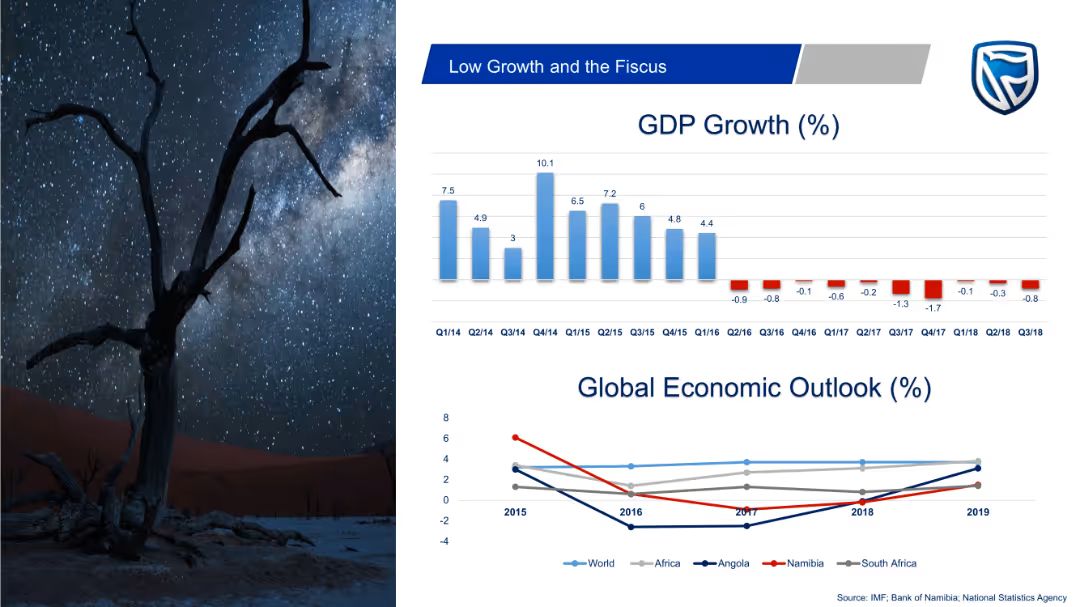 Low Growth and the Fiscus
GDP Growth (%)
7.5 4.9 3 10.1 6.5 7.2 6 4.8 4.4 -0.9 -0.8 -0.1 -0.6 -0.2 -1.3 -1.7 -0.1 -0.3 -0.8
Q1/14 Q2/14 Q3/14 Q4/14 Q1/15 Q2/15 Q3/15 Q4/15 Q1/16 Q2/16 Q3/16 Q4/16 Q1/17 Q2/17 Q3/17 Q4/17 Q1/18 Q2/18 Q3/18
Global Economic Outlook (%)
8
6
4
2
0
-2
-4
2015 2016 2017 2018 2019
World Africa Angola Namibia South Africa
Source: IMF; Bank of Namibia; National Statistics Agency